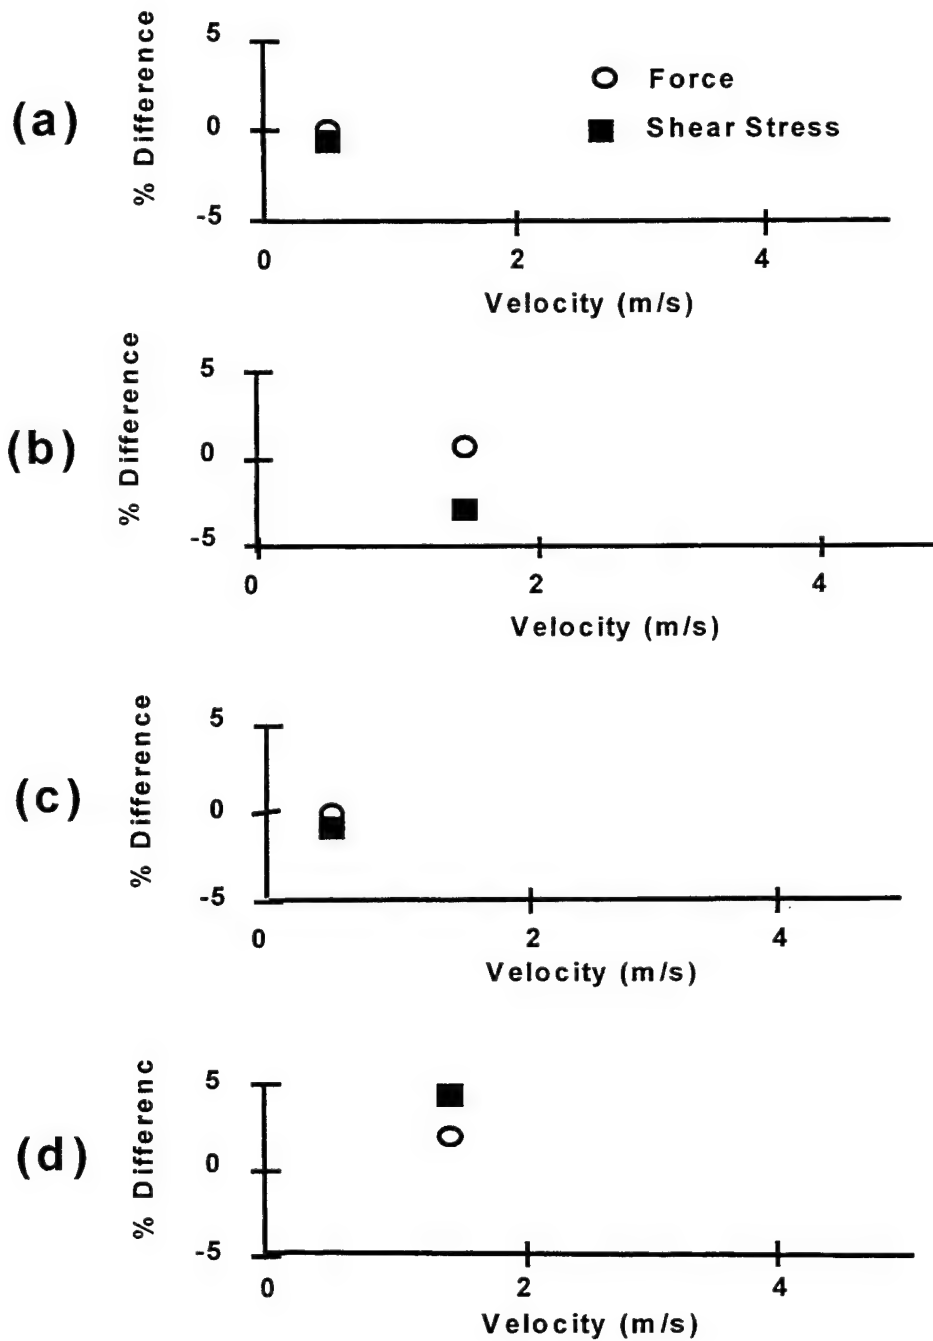 5
% Difference
(a)
0
-5
Force
Shear Stress
0 2 4
Velocity (m/s)
5
% Difference
(b)
0
-5
0 2 4
Velocity (m/s)
5
% Difference
(c)
0
-5
0 2 4
Velocity (m/s)
5
% Differenc
(d)
0
-5
0 2 4
Velocity (m/s)